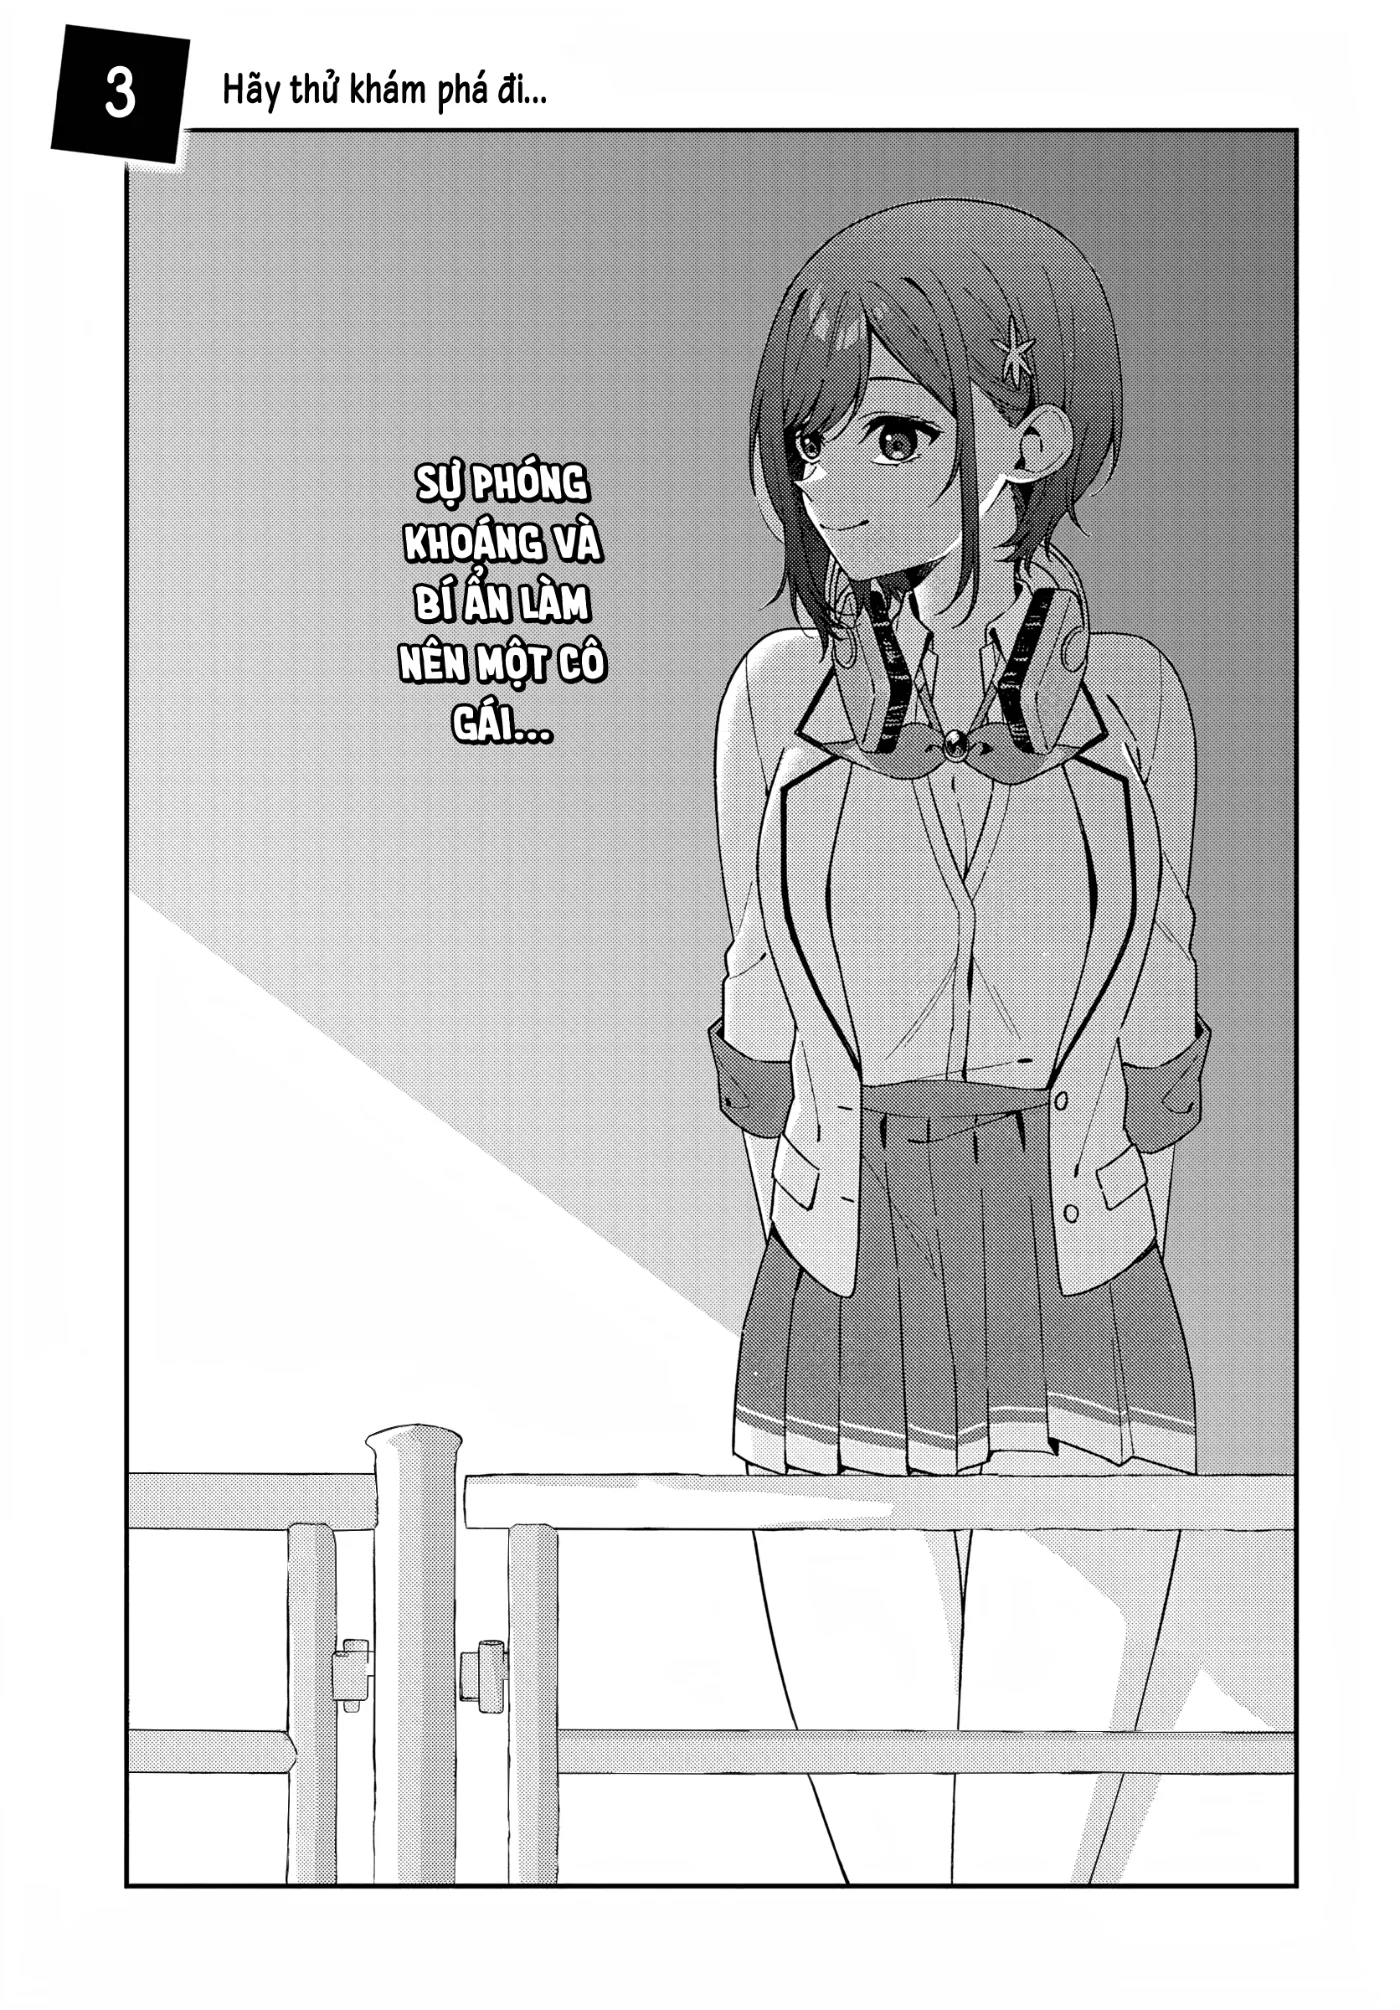 3
Hãy thử khám phá đi...
SỰ PHÓNG
KHOÁNG VÀ
BÍ ẨN LÀM
NÊN MỘT CÔ
GÁI...